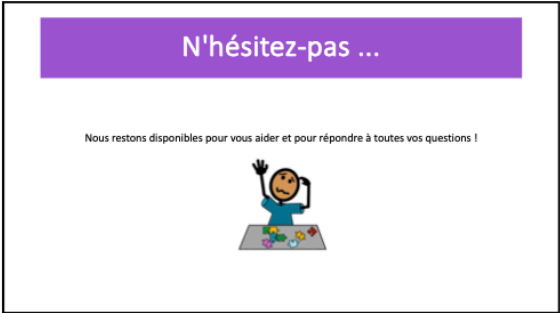 N'hésitez-pas ...
Nous restons disponibles pour vous aider et pour répondre à toutes vos questions !